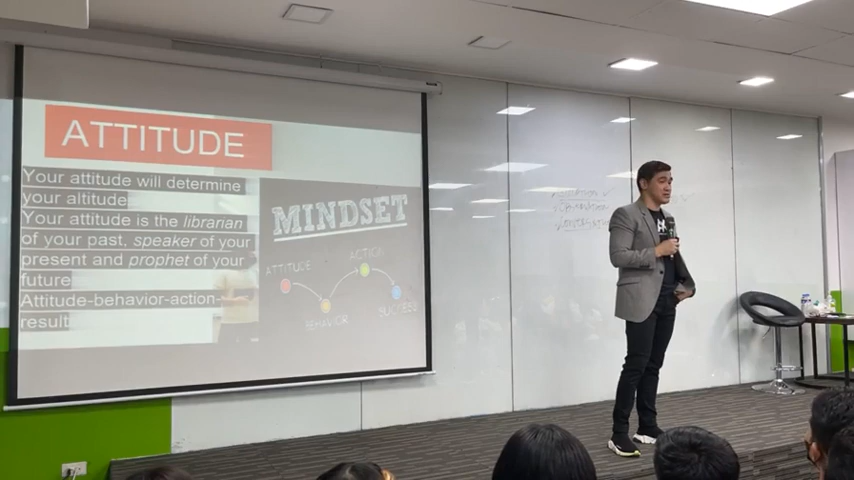 ATTITUDE
Your attitude will determine
your altitude
Your attitude is the librarian
of your past, speaker of your
present and prophet of your
future
Attitude-behavior-action-
result
MINDSET
ATTITUDE
ACTION
BEHAVIOR
SUCCESS